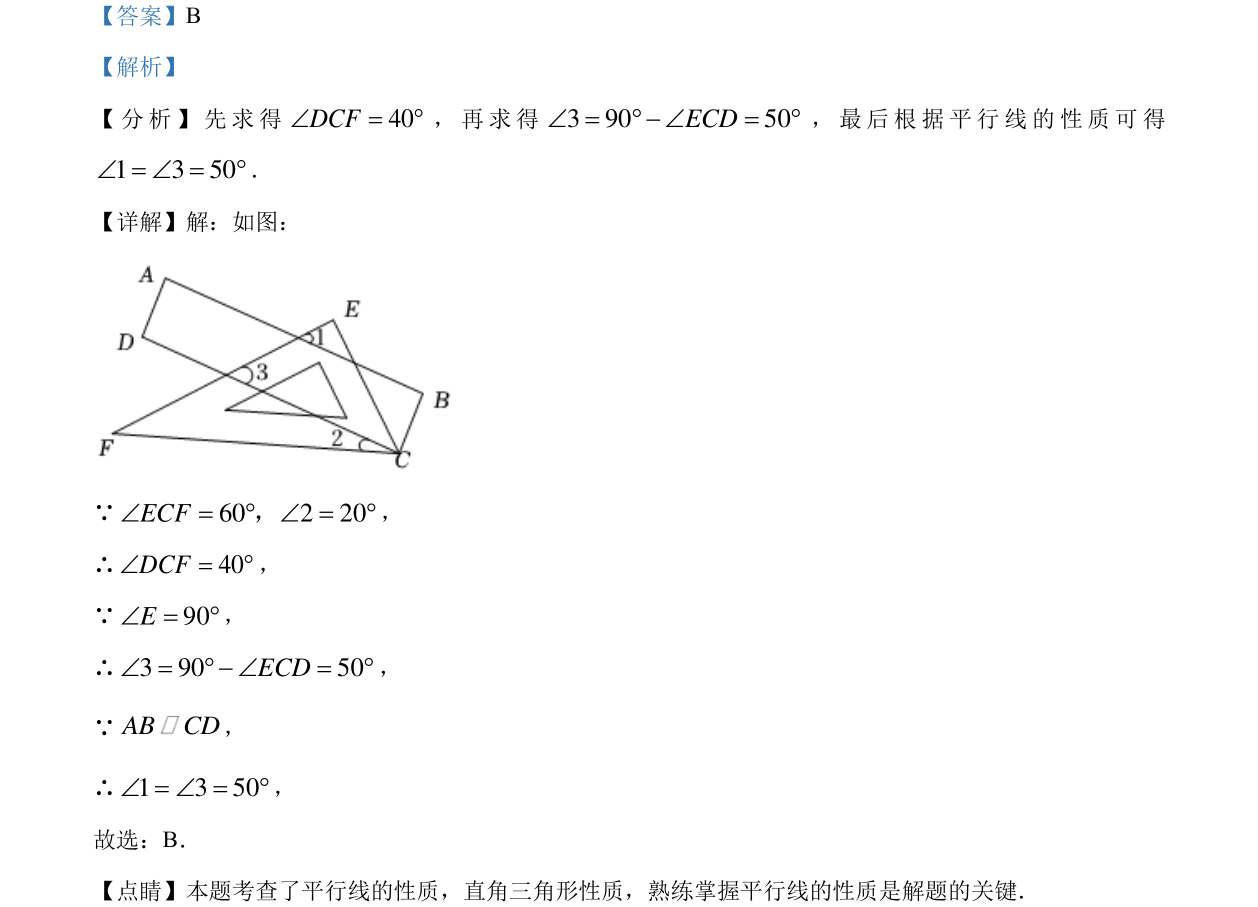 【答案】B
【解析】
【分析】先求得∠DCF=40°，再求得∠3=90°−∠ECD=50°，最后根据平行线的性质可得
∠1=∠3=50°．
【详解】解：如图：
A
E
D
1
3
B
2
F
C
∵∠ECF=60°，∠2=20°，
∴∠DCF=40°，
∵∠E=90°，
∴∠3=90°−∠ECD=50°，
∵AB▱CD，
∴∠1=∠3=50°，
故选：B．
【点睛】本题考查了平行线的性质，直角三角形性质，熟练掌握平行线的性质是解题的关键．